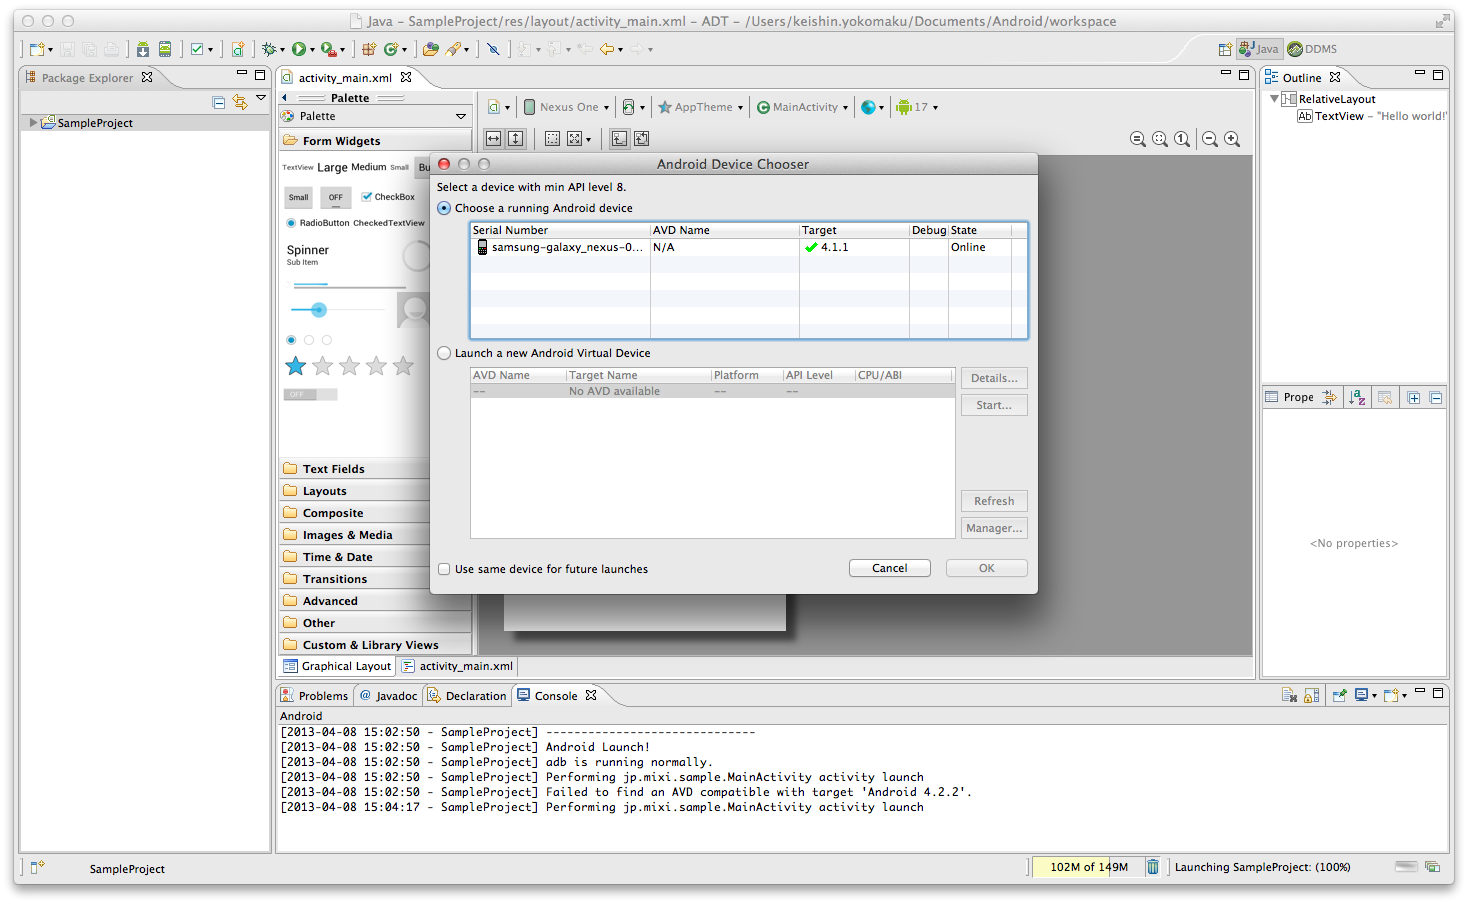 Java – SampleProject/res/layout/activity_main.xml – ADT – /Users/keishin.yokomaku/Documents/Android/workspace
Java
DDMS
Package Explorer
SampleProject
activity_main.xml
Palette
Palette
Form Widgets
TextView Large Medium Small Bu
Small OFF CheckBox
RadioButton CheckedTextView
Spinner
Sub Item
OFF
Text Fields
Layouts
Composite
Images & Media
Time & Date
Transitions
Advanced
Other
Custom & Library Views
Graphical Layout
activity_main.xml
Nexus One
AppTheme
MainActivity
17
Android Device Chooser
Select a device with min API level 8.
Choose a running Android device
Serial Number AVD Name Target Debug State
samsung-galaxy_nexus-0... N/A 4.1.1 Online
Launch a new Android Virtual Device
AVD Name Target Name Platform API Level CPU/ABI
-- No AVD available -- --
Details...
Start...
Refresh
Manager...
Use same device for future launches
Cancel
OK
Outline
RelativeLayout
Ab TextView – "Hello world!"
Prope
<No properties>
Problems
@ Javadoc
Declaration
Console
Android
[2013-04-08 15:02:50 - SampleProject] ------------------------------
[2013-04-08 15:02:50 - SampleProject] Android Launch!
[2013-04-08 15:02:50 - SampleProject] adb is running normally.
[2013-04-08 15:02:50 - SampleProject] Performing jp.mixi.sample.MainActivity activity launch
[2013-04-08 15:02:50 - SampleProject] Failed to find an AVD compatible with target 'Android 4.2.2'.
[2013-04-08 15:04:17 - SampleProject] Performing jp.mixi.sample.MainActivity activity launch
SampleProject
102M of 149M
Launching SampleProject: (100%)